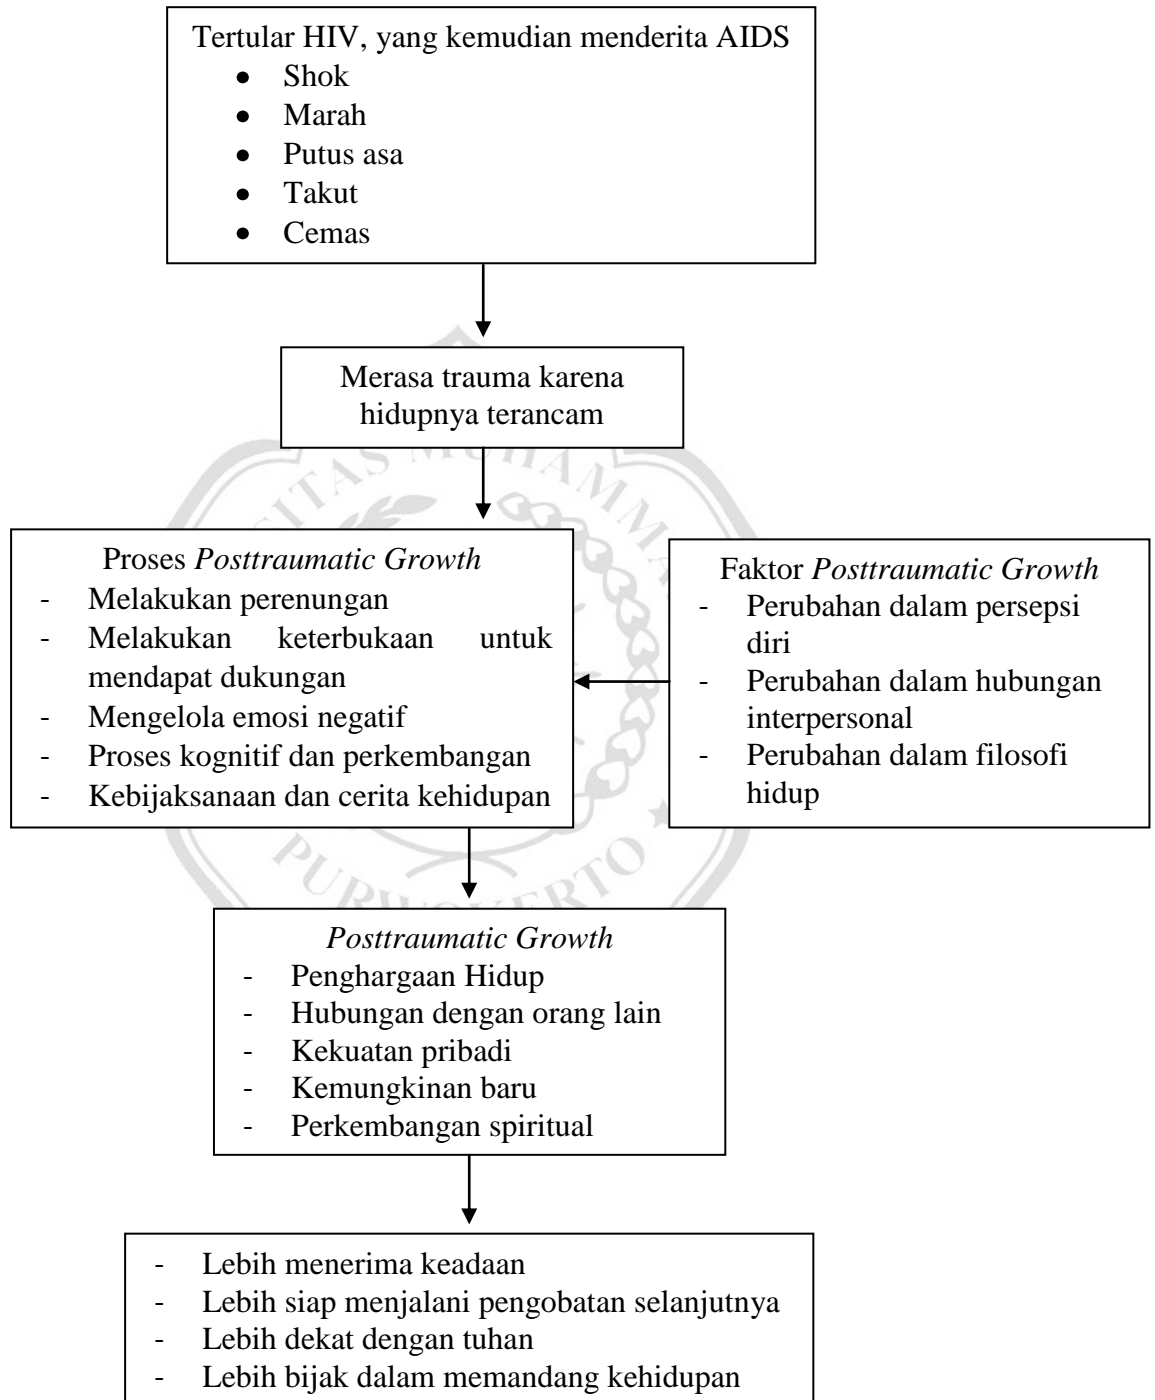 Tertular HIV, yang kemudian menderita AIDS
• Shok
• Marah
• Putus asa
• Takut
• Cemas
Merasa trauma karena
hidupnya terancam
Proses Posttraumatic Growth
- Melakukan perenungan
- Melakukan keterbukaan untuk
mendapat dukungan
- Mengelola emosi negatif
- Proses kognitif dan perkembangan
- Kebijaksanaan dan cerita kehidupan
Faktor Posttraumatic Growth
- Perubahan dalam persepsi
diri
- Perubahan dalam hubungan
interpersonal
- Perubahan dalam filosofi
hidup
Posttraumatic Growth
- Penghargaan Hidup
- Hubungan dengan orang lain
- Kekuatan pribadi
- Kemungkinan baru
- Perkembangan spiritual
- Lebih menerima keadaan
- Lebih siap menjalani pengobatan selanjutnya
- Lebih dekat dengan tuhan
- Lebih bijak dalam memandang kehidupan
PURWOKERTO